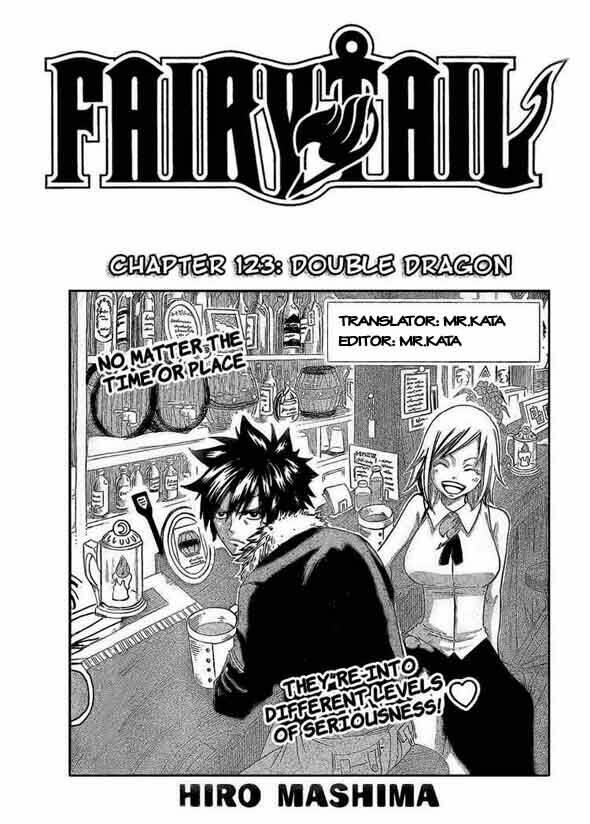 FAIRY TAIL
CHAPTER 123: DOUBLE DRAGON
TRANSLATOR: MR.KATA
EDITOR: MR.KATA
NO MATTER THE
TIME OR PLACE
THEY'RE INTO
DIFFERENT LEVELS
OF SERIOUSNESS!
HIRO MASHIMA